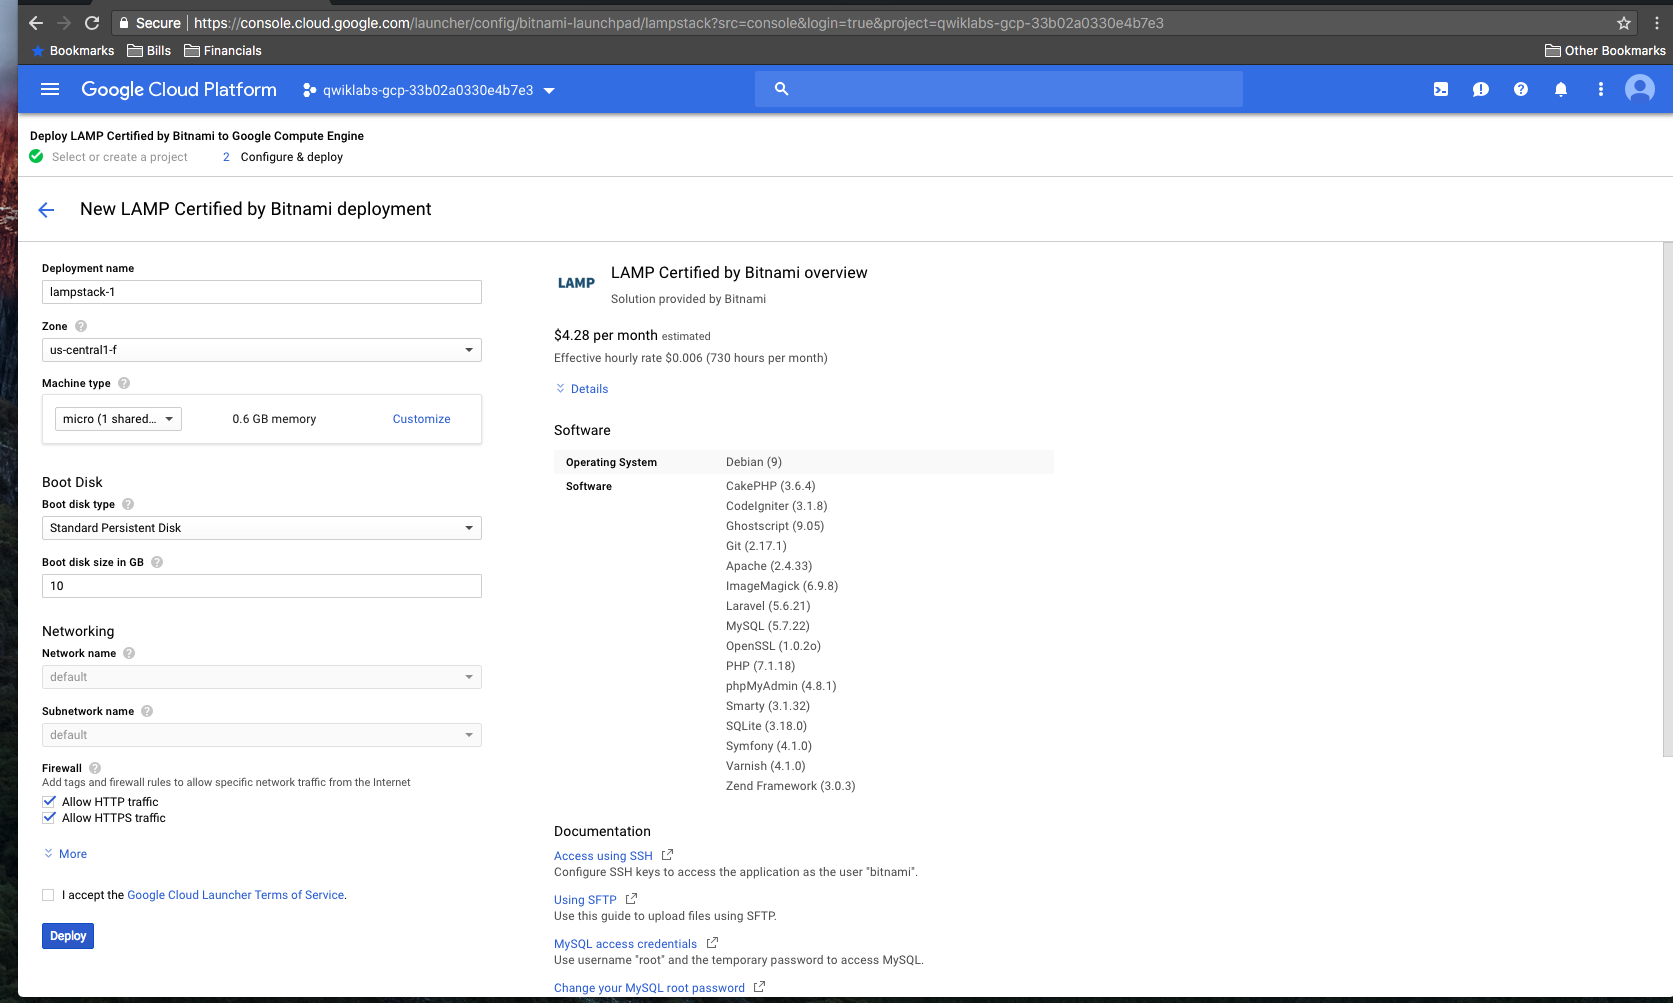 Secure https://console.cloud.google.com/launcher/config/bitnami-launchpad/lampstack?src=console&login=true&project=qwiklabs-gcp-33b02a0330e4b7e3
Bookmarks Bills Financials Other Bookmarks
Google Cloud Platform qwiklabs-gcp-33b02a0330e4b7e3
Deploy LAMP Certified by Bitnami to Google Compute Engine
Select or create a project 2 Configure & deploy
New LAMP Certified by Bitnami deployment
Deployment name
lampstack-1
Zone
us-central1-f
Machine type
micro (1 shared... 0.6 GB memory Customize
Boot Disk
Boot disk type
Standard Persistent Disk
Boot disk size in GB
10
Networking
Network name
default
Subnetwork name
default
Firewall
Add tags and firewall rules to allow specific network traffic from the Internet
Allow HTTP traffic
Allow HTTPS traffic
More
I accept the Google Cloud Launcher Terms of Service.
Deploy
LAMP
LAMP Certified by Bitnami overview
Solution provided by Bitnami
$4.28 per month estimated
Effective hourly rate $0.006 (730 hours per month)
Details
Software
Operating System Debian (9)
Software CakePHP (3.6.4)
CodeIgniter (3.1.8)
Ghostscript (9.05)
Git (2.17.1)
Apache (2.4.33)
ImageMagick (6.9.8)
Laravel (5.6.21)
MySQL (5.7.22)
OpenSSL (1.0.2o)
PHP (7.1.18)
phpMyAdmin (4.8.1)
Smarty (3.1.32)
SQLite (3.18.0)
Symfony (4.1.0)
Varnish (4.1.0)
Zend Framework (3.0.3)
Documentation
Access using SSH
Configure SSH keys to access the application as the user "bitnami".
Using SFTP
Use this guide to upload files using SFTP.
MySQL access credentials
Use username "root" and the temporary password to access MySQL.
Change your MySQL root password